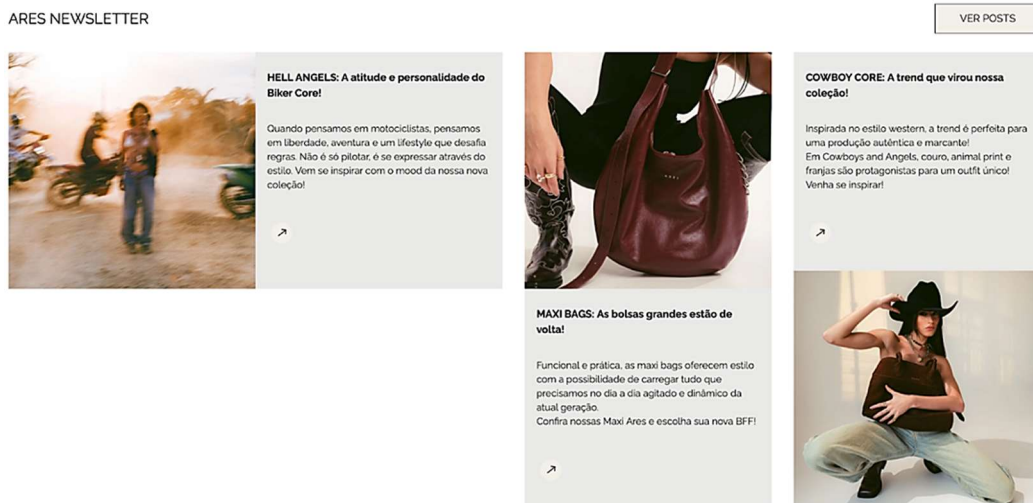 ARES NEWSLETTER
VER POSTS
HELL ANGELS: A atitude e personalidade do
Biker Core!
Quando pensamos em motociclistas, pensamos
em liberdade, aventura e um lifestyle que desafia
regras. Não é só pilotar, é se expressar através do
estilo. Vem se inspirar com o mood da nossa nova
coleção!
MAXI BAGS: As bolsas grandes estão de
volta!
Funcional e prática, as maxi bags oferecem estilo
com a possibilidade de carregar tudo que
precisamos no dia a dia agitado e dinâmico da
atual geração.
Confira nossas Maxi Ares e escolha sua nova BFF!
COWBOY CORE: A trend que virou nossa
coleção!
Inspirada no estilo western, a trend é perfeita para
uma produção autêntica e marcante!
Em Cowboys and Angels, couro, animal print e
franjas são protagonistas para um outfit único!
Venha se inspirar!